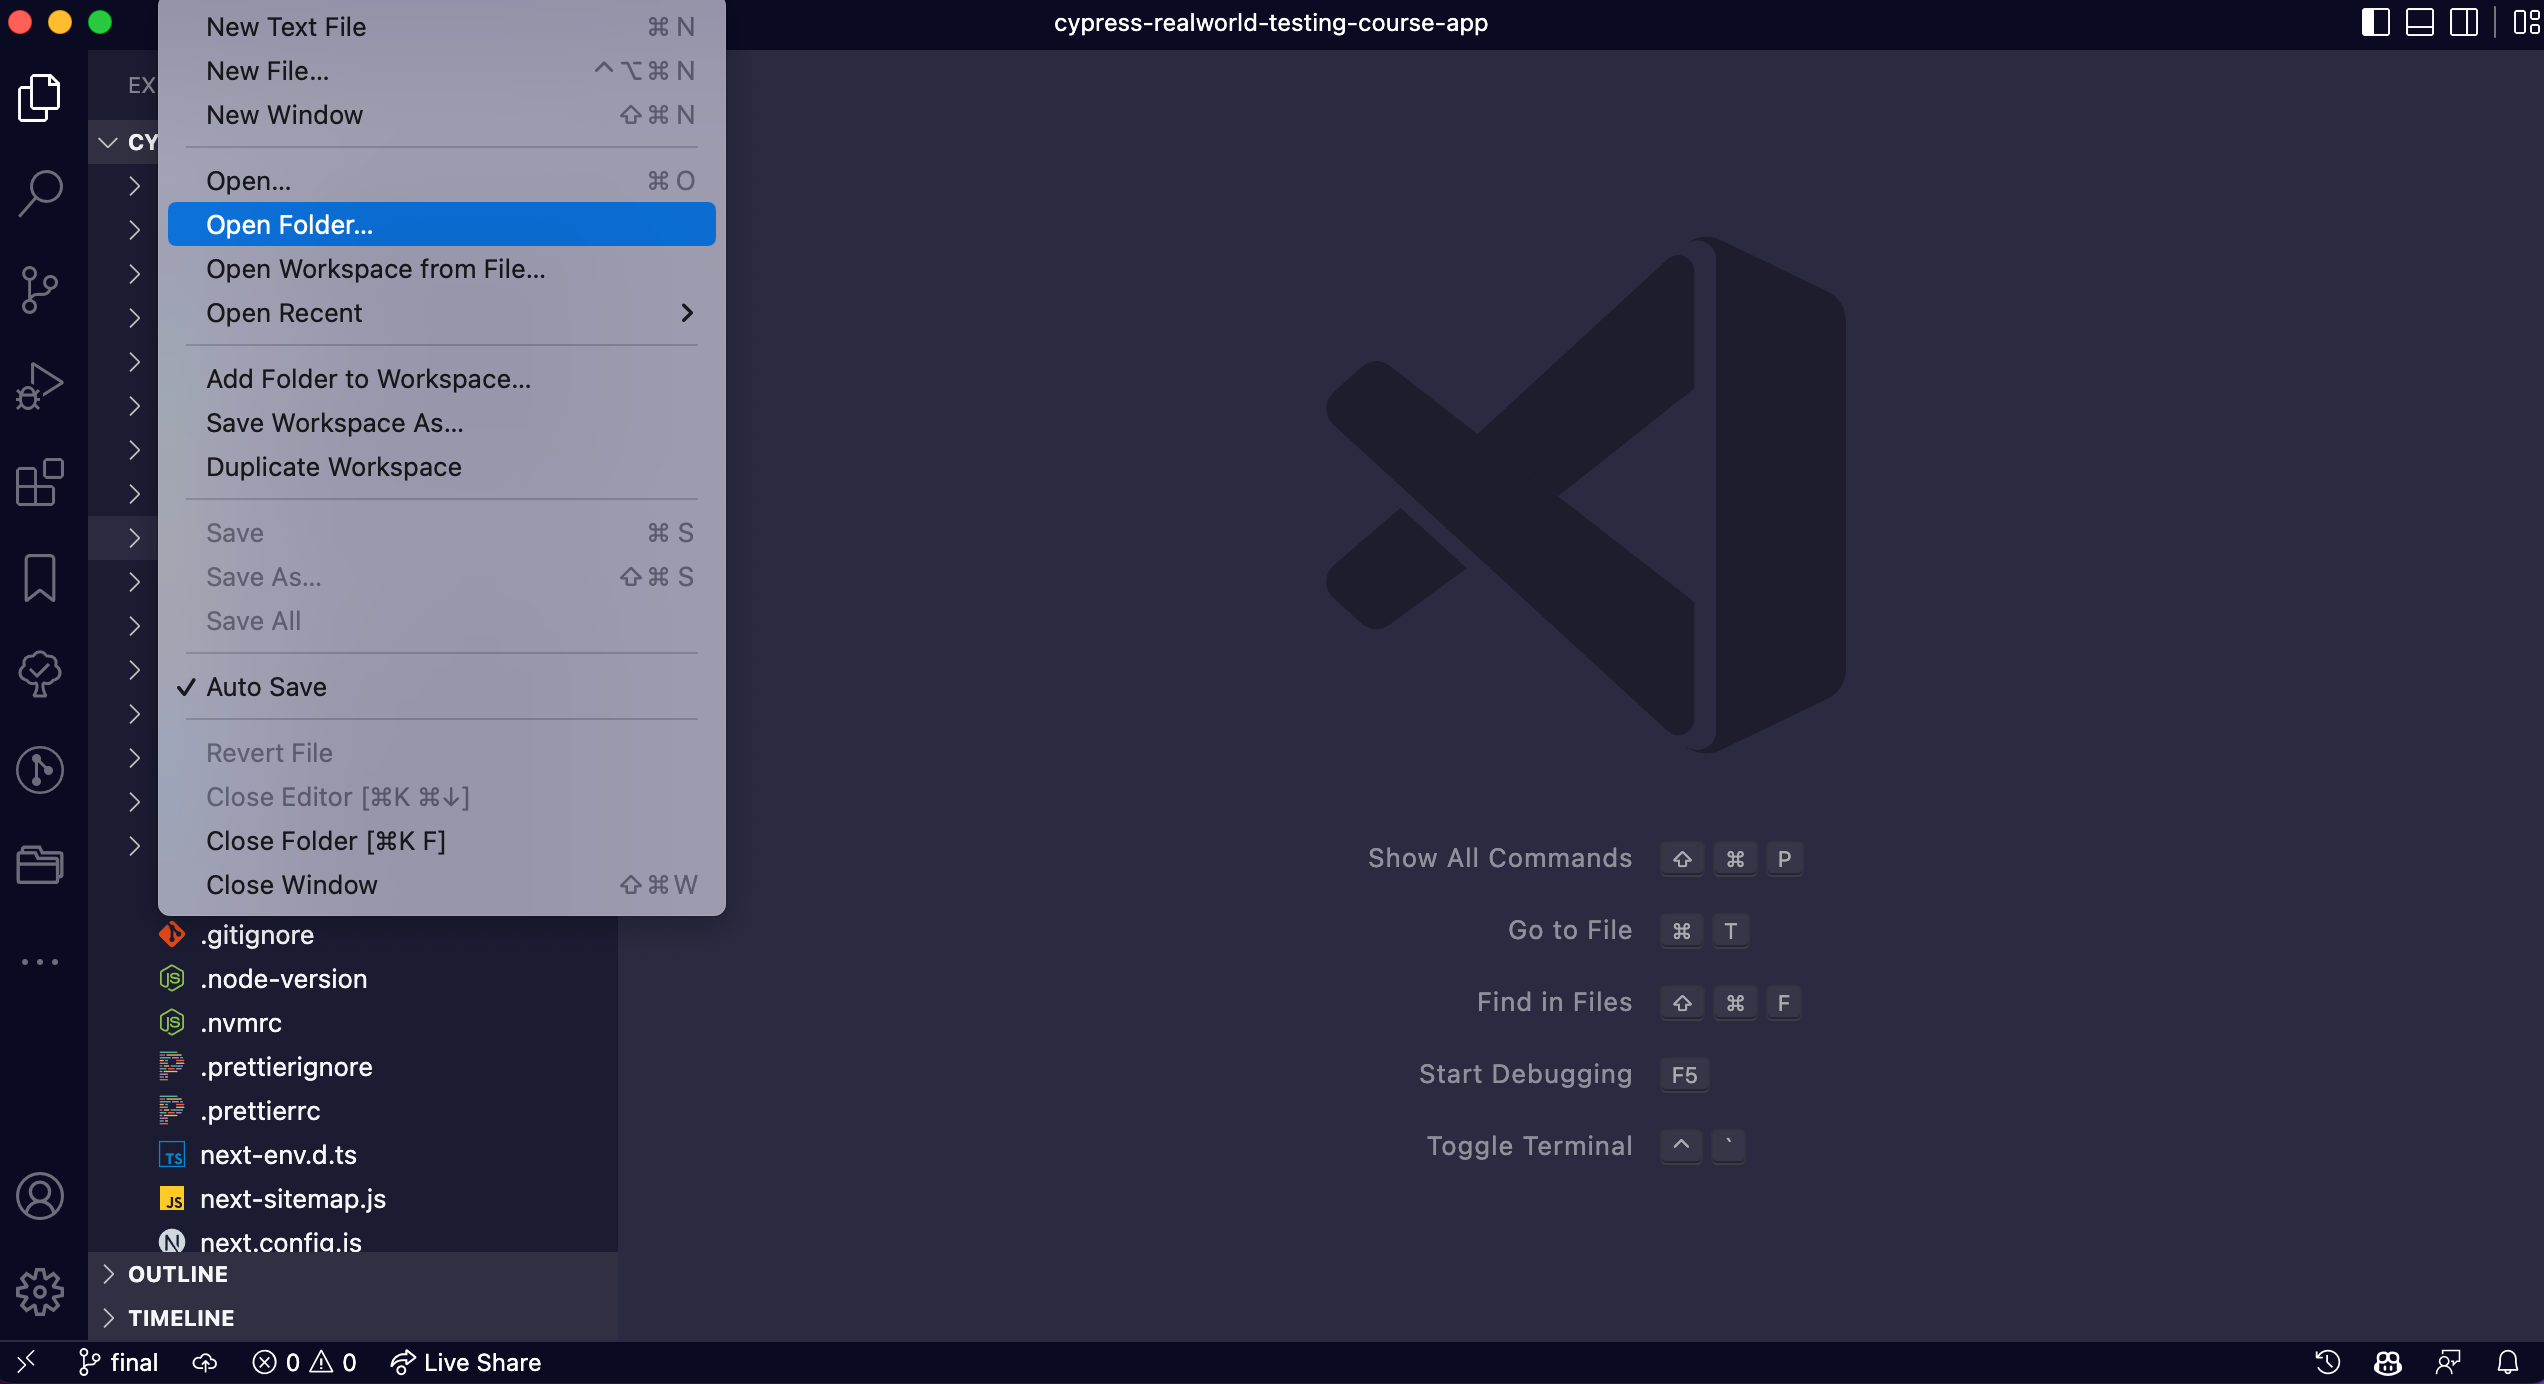 cypress-realworld-testing-course-app
New Text File ⌘ N
New File... ^⌥⌘ N
New Window ⇧⌘ N
Open... ⌘ O
Open Folder...
Open Workspace from File...
Open Recent
Add Folder to Workspace...
Save Workspace As...
Duplicate Workspace
Save ⌘ S
Save As... ⇧⌘ S
Save All
✓ Auto Save
Revert File
Close Editor [⌘K ⌘↓]
Close Folder [⌘K F]
Close Window ⇧⌘W
EX
CY
.gitignore
.node-version
.nvmrc
.prettierignore
.prettierrc
TS next-env.d.ts
JS next-sitemap.js
N next.config.js
OUTLINE
TIMELINE
Show All Commands ⇧ ⌘ P
Go to File ⌘ T
Find in Files ⇧ ⌘ F
Start Debugging F5
Toggle Terminal ^ `
final 0 0 Live Share